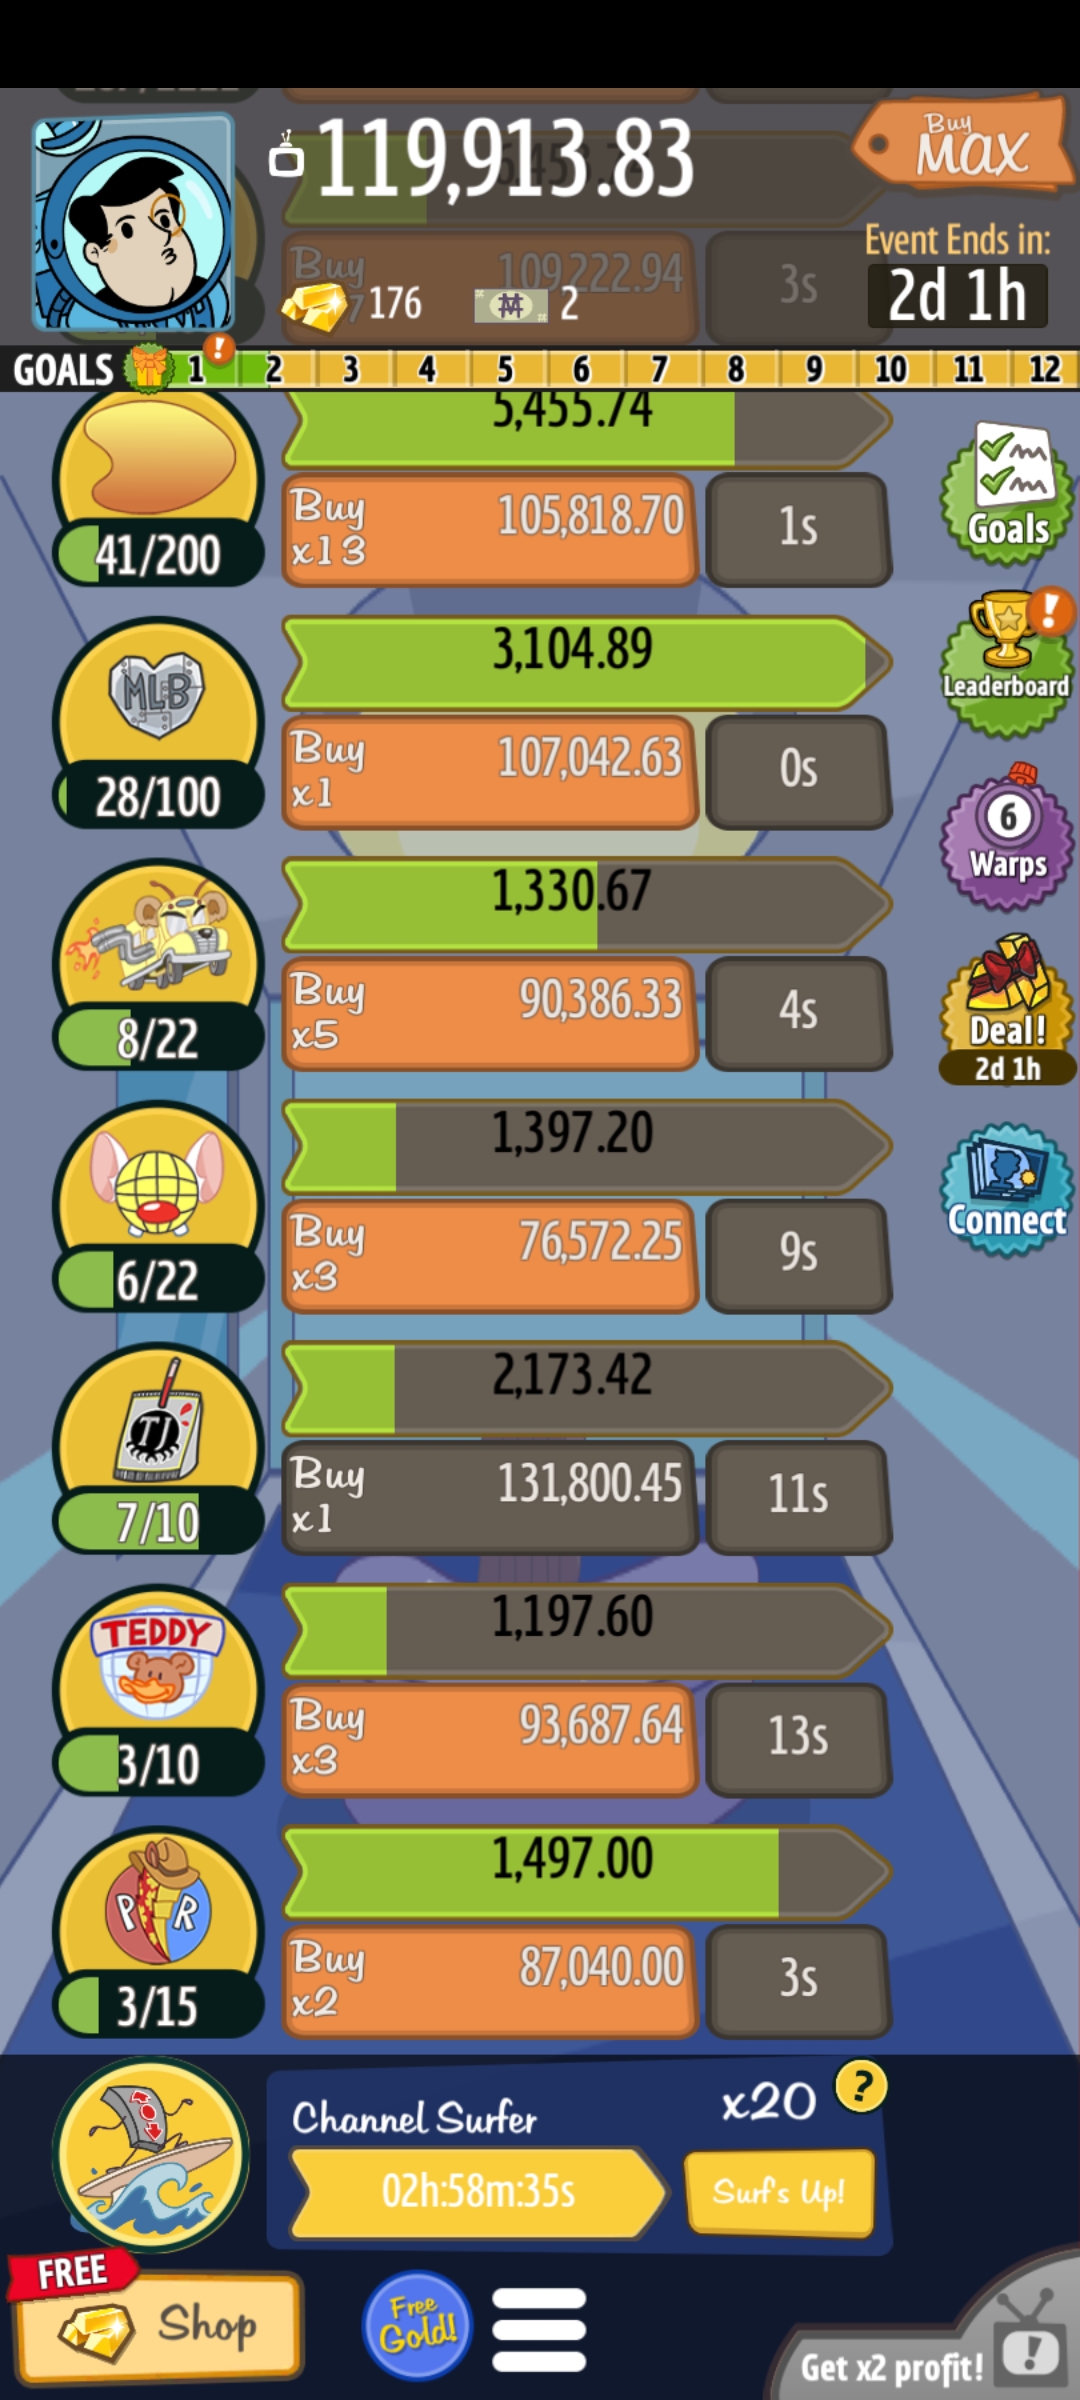 119,913.83
Buy
MAX
Event Ends in:
2d 1h
Buy
109,222.94
3s
176
2
GOALS ! 1 2 3 4 5 6 7 8 9 10 11 12
5,455.74
Buy
x13
105,818.70
1s
41/200
Goals
MLB
3,104.89
Buy
x1
107,042.63
0s
28/100
!
Leaderboard
6
Warps
1,330.67
Buy
x5
90,386.33
4s
8/22
Deal!
2d 1h
1,397.20
Buy
x3
76,572.25
9s
6/22
Connect
TJ
2,173.42
Buy
x1
131,800.45
11s
7/10
TEDDY
1,197.60
Buy
x3
93,687.64
13s
3/10
P R
1,497.00
Buy
x2
87,040.00
3s
3/15
Channel Surfer
x20
?
02h:58m:35s
Surf's Up!
FREE
Shop
Free
Gold!
Get x2 profit!
!